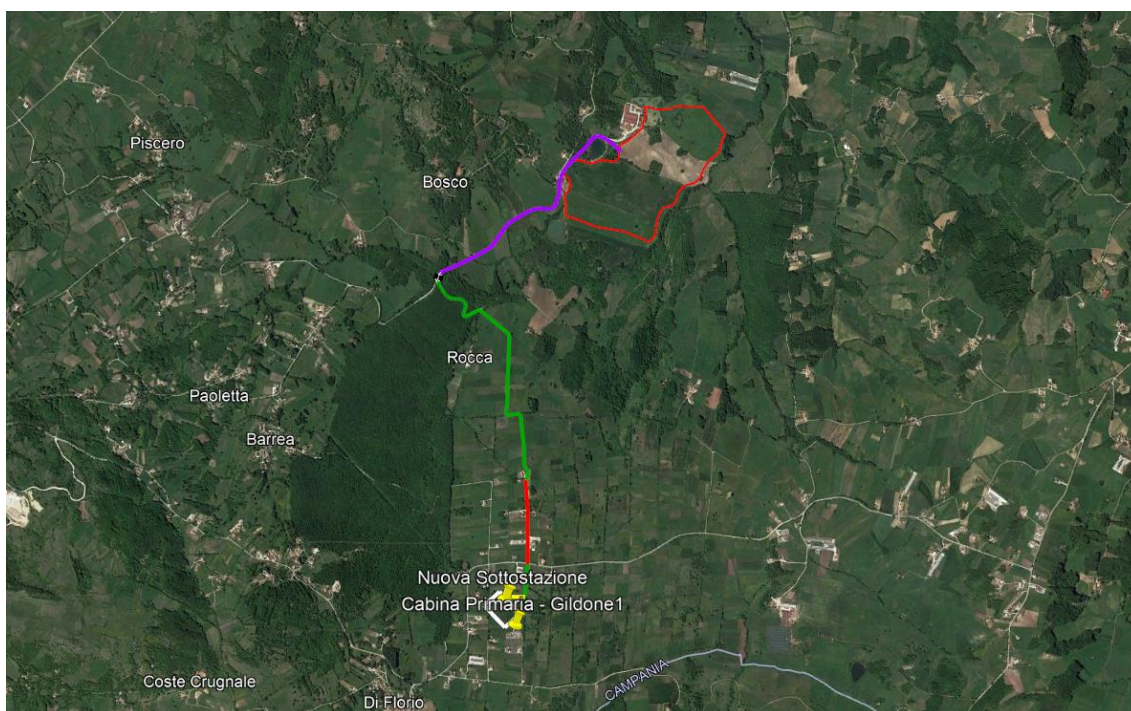 Piscero
Bosco
Rocca
Paoletta
Barrea
Nuova Sottostazione
Cabina Primaria - Gildone1
Coste Crugnale
Di Florio
CAMPANIA